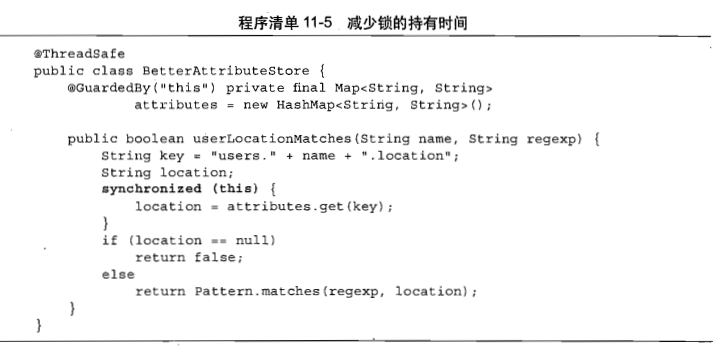 程序清单 11-5 减少锁的持有时间
@ThreadSafe
public class BetterAttributeStore {
    @GuardedBy("this") private final Map<String, String>
            attributes = new HashMap<String, String>();

    public boolean userLocationMatches(String name, String regexp) {
        String key = "users." + name + ".location";
        String location;
        synchronized (this) {
            location = attributes.get(key);
        }
        if (location == null)
            return false;
        else
            return Pattern.matches(regexp, location);
    }
}